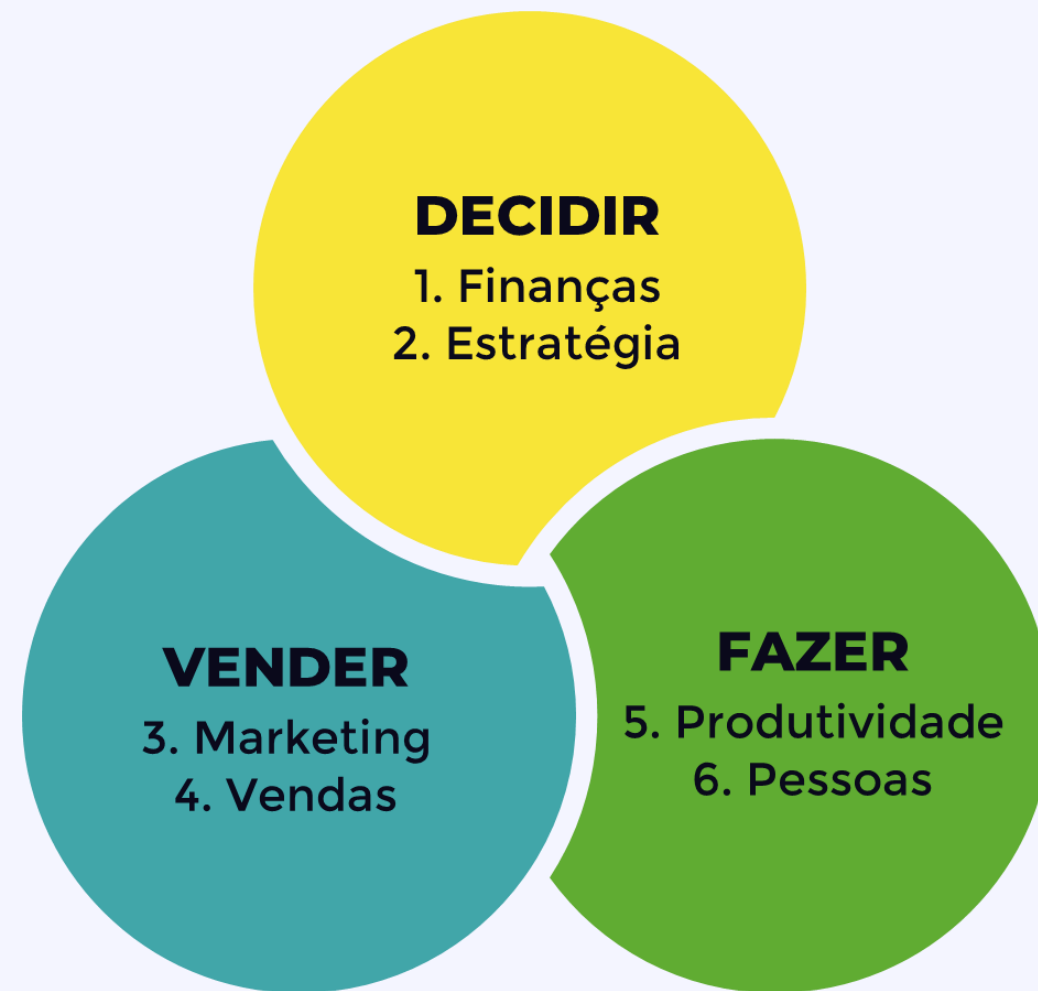 DECIDIR
1. Finanças
2. Estratégia
VENDER
3. Marketing
4. Vendas
FAZER
5. Produtividade
6. Pessoas